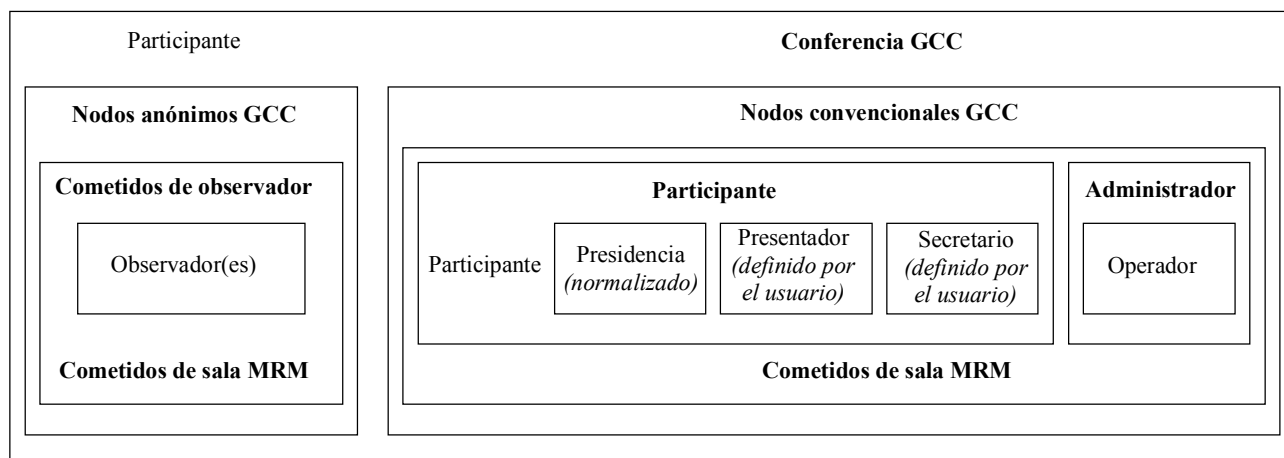 Participante
Conferencia GCC
Nodos anónimos GCC
Cometidos de observador
Observador(es)
Cometidos de sala MRM
Nodos convencionales GCC
Participante
Participante
Presidencia
(normalizado)
Presentador
(definido por
el usuario)
Secretario
(definido por
el usuario)
Administrador
Operador
Cometidos de sala MRM